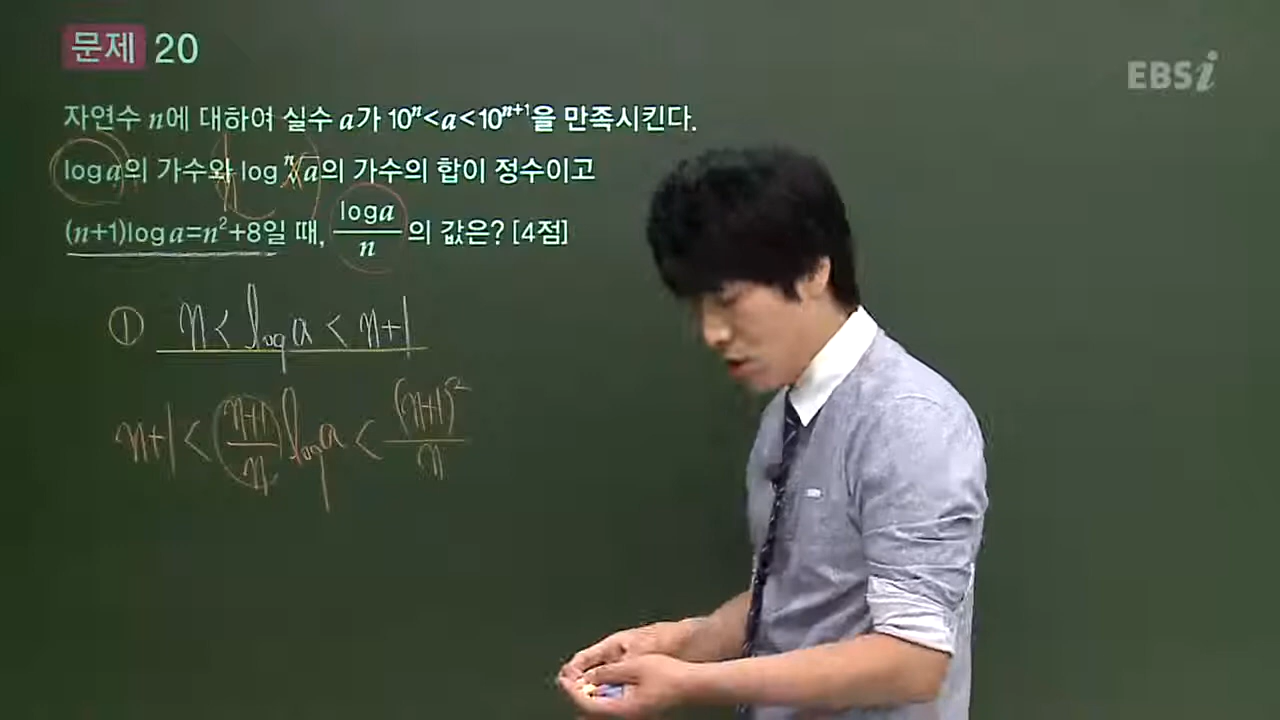 문제 20
EBSi
자연수 n에 대하여 실수 a가 10ⁿ<a<10ⁿ⁺¹을 만족시킨다.
log a의 가수와 log ⁿ√a의 가수의 합이 정수이고
(n+1)log a=n²+8일 때, log a/n 의 값은? [4점]
① n < log a < n+1
n+1 < (n+1/n) log a < (n+1)²/n